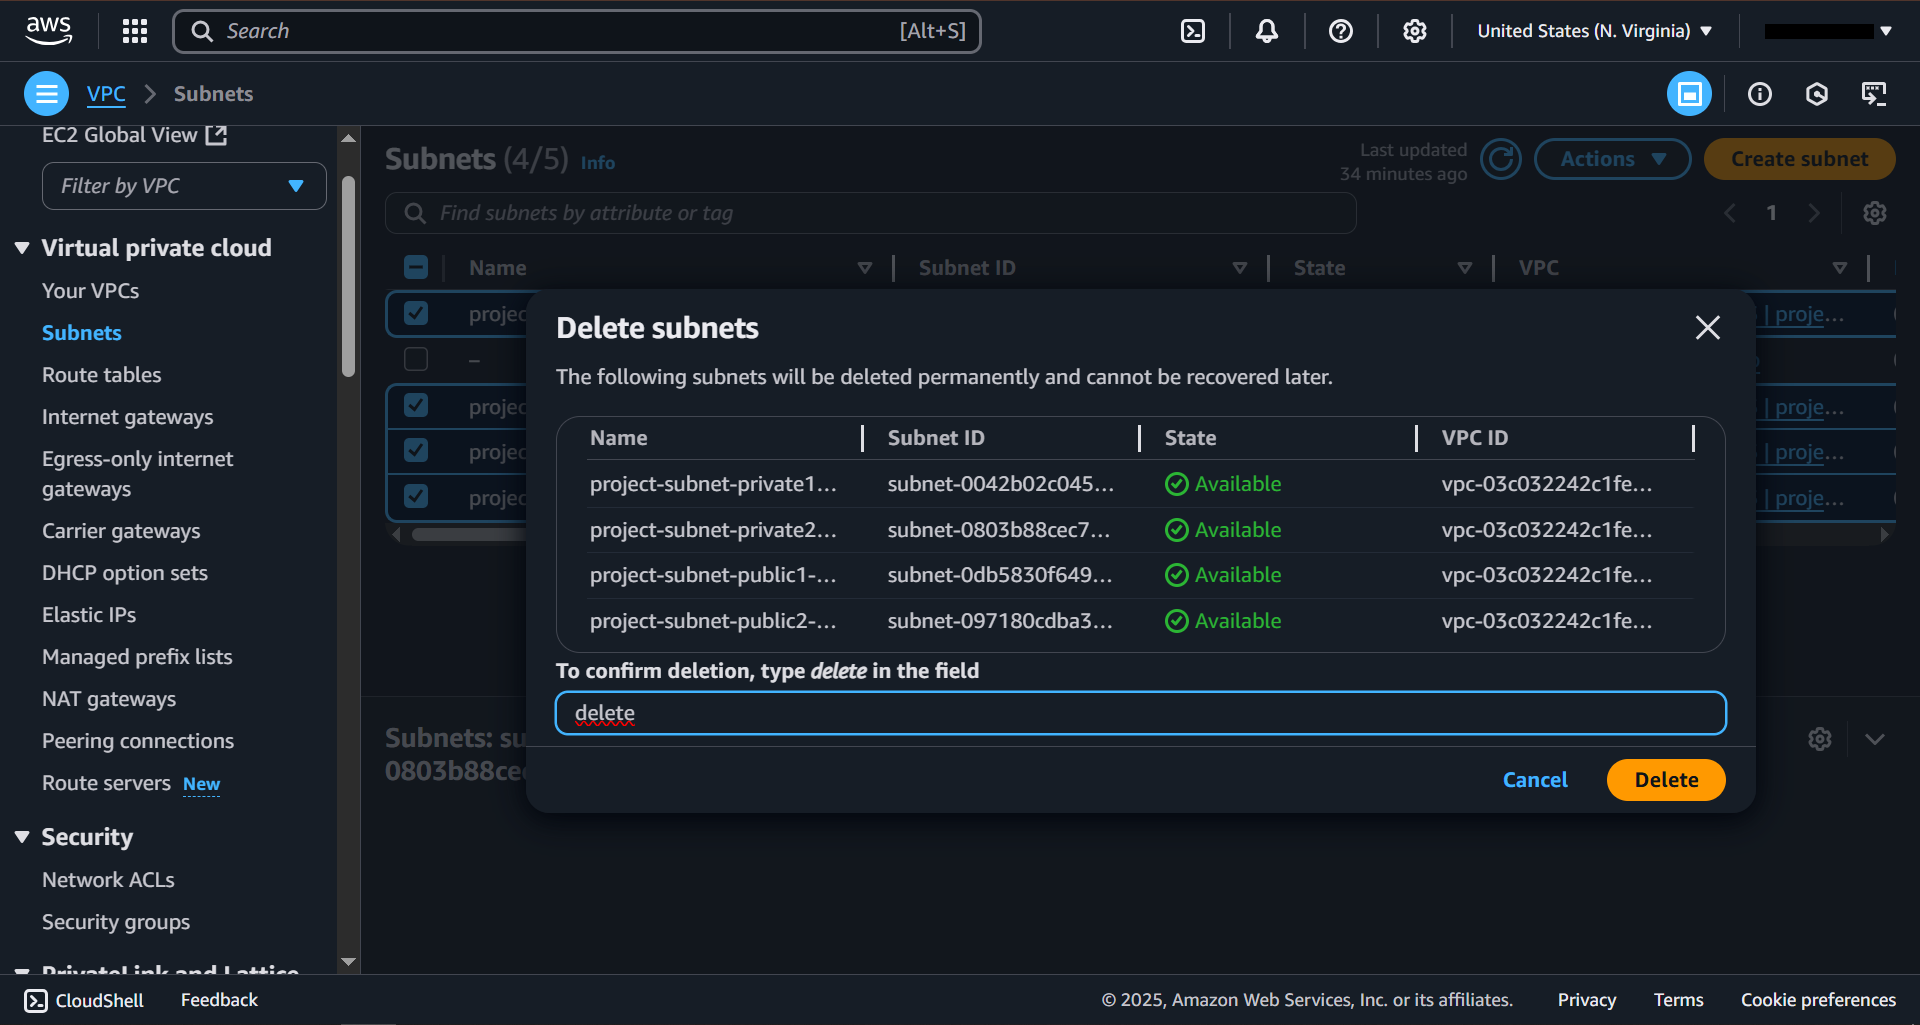 aws
Search [Alt+S]
United States (N. Virginia)
VPC > Subnets
EC2 Global View
Filter by VPC
Virtual private cloud
Your VPCs
Subnets
Route tables
Internet gateways
Egress-only internet
gateways
Carrier gateways
DHCP option sets
Elastic IPs
Managed prefix lists
NAT gateways
Peering connections
Route servers New
Security
Network ACLs
Security groups
PrivateLink and Lattice
Subnets (4/5) Info
Last updated
34 minutes ago
Actions
Create subnet
Find subnets by attribute or tag
1
Name Subnet ID State VPC
projec | proje...
–
projec | proje...
projec | proje...
projec | proje...
Delete subnets
The following subnets will be deleted permanently and cannot be recovered later.
Name Subnet ID State VPC ID
project-subnet-private1... subnet-0042b02c045... Available vpc-03c032242c1fe...
project-subnet-private2... subnet-0803b88cec7... Available vpc-03c032242c1fe...
project-subnet-public1-... subnet-0db5830f649... Available vpc-03c032242c1fe...
project-subnet-public2-... subnet-097180cdba3... Available vpc-03c032242c1fe...
To confirm deletion, type delete in the field
delete
Cancel Delete
Subnets: su
0803b88cec
CloudShell Feedback
© 2025, Amazon Web Services, Inc. or its affiliates. Privacy Terms Cookie preferences